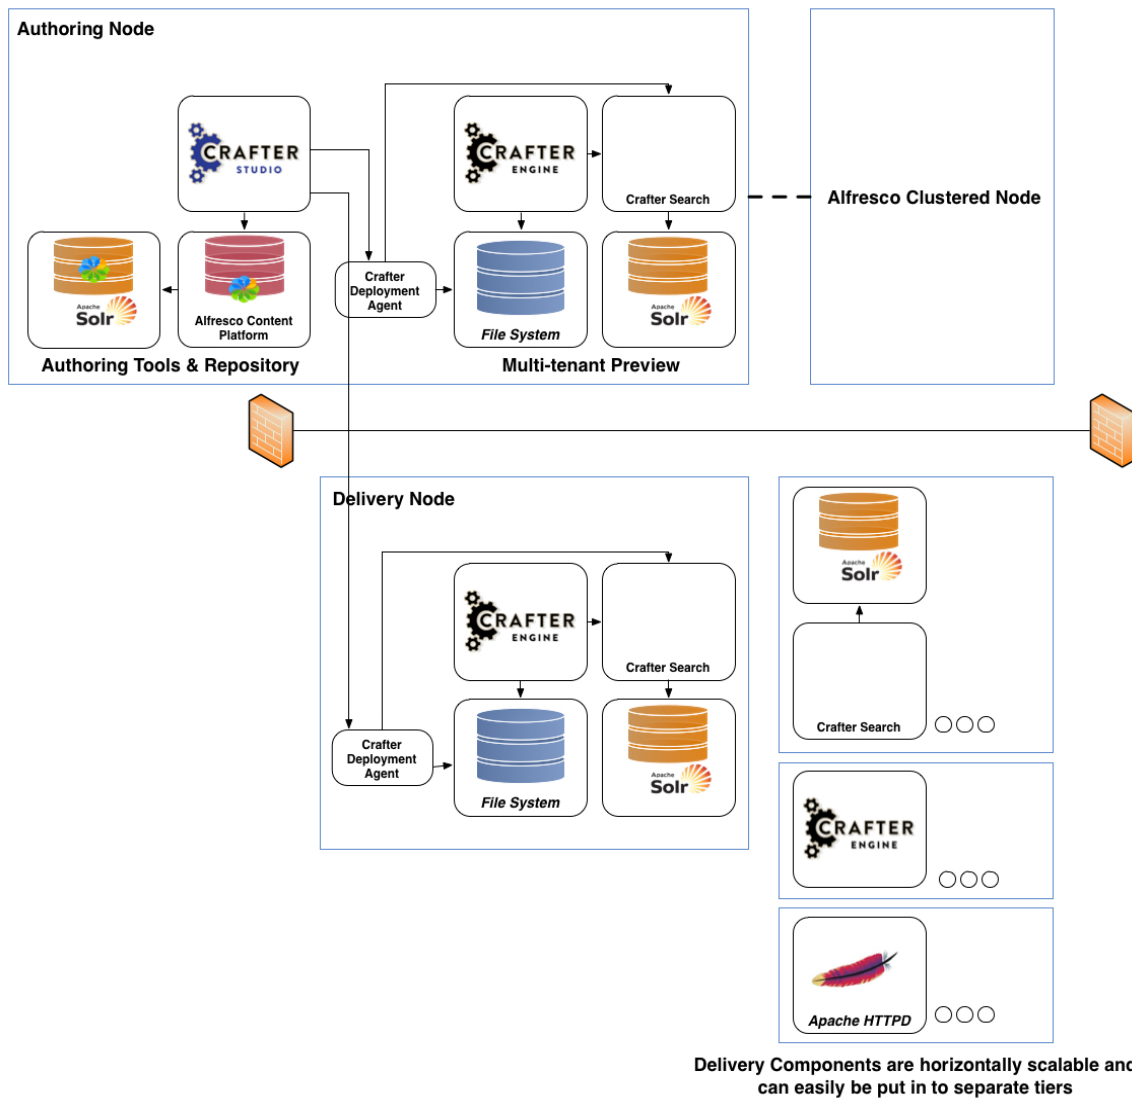 Authoring Node
CRAFTER
STUDIO
CRAFTER
ENGINE
Crafter Search
Alfresco Clustered Node
Apache
Solr
Alfresco Content
Platform
Crafter
Deployment
Agent
File System
Apache
Solr
Authoring Tools & Repository
Multi-tenant Preview
Delivery Node
CRAFTER
ENGINE
Crafter Search
Crafter
Deployment
Agent
File System
Apache
Solr
Apache
Solr
Crafter Search
CRAFTER
ENGINE
Apache HTTPD
Delivery Components are horizontally scalable and
can easily be put in to separate tiers